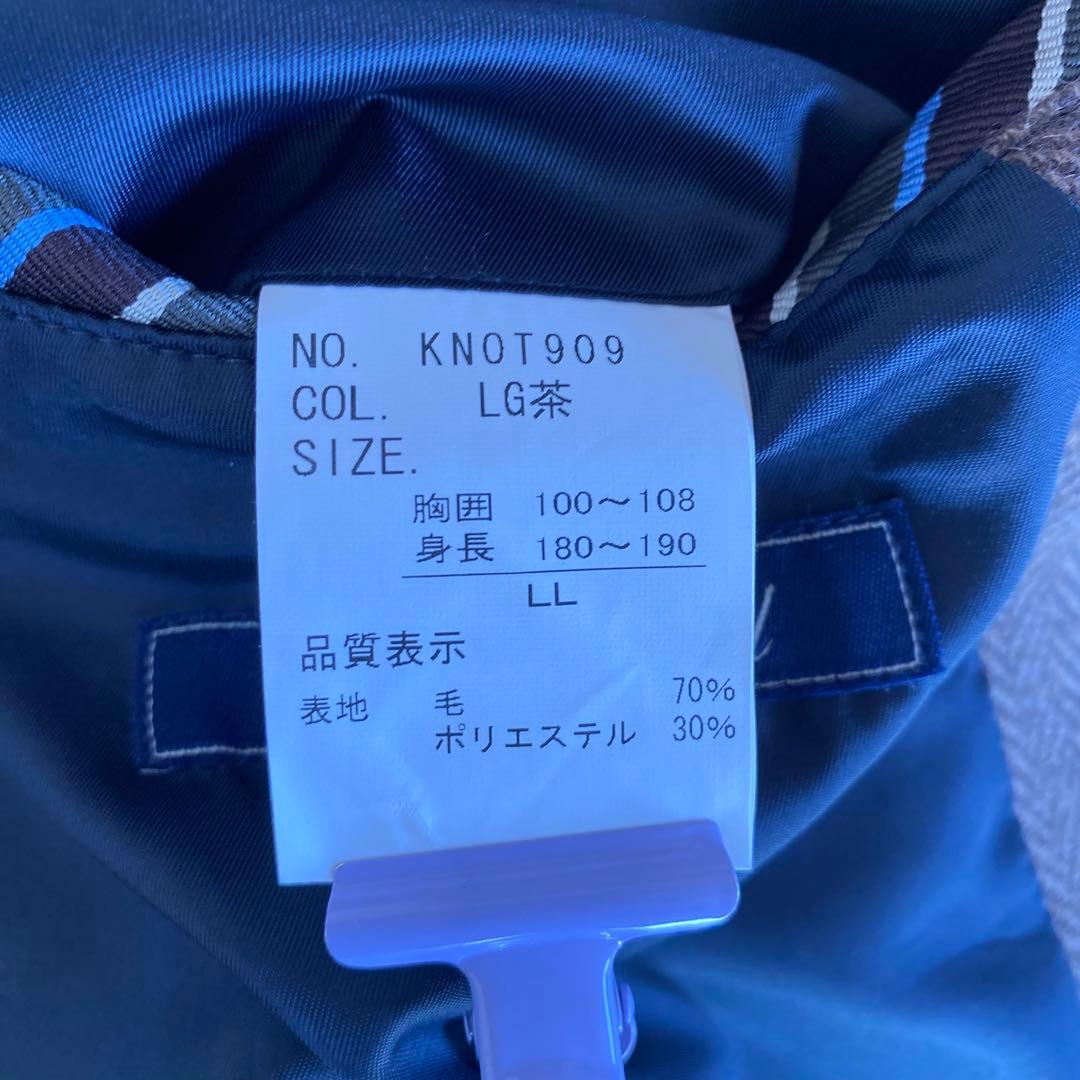 NO. KNOT909
COL. LG茶
SIZE.
胸囲 100～108
身長 180～190
LL
品質表示
表地 毛 70%
ポリエステル 30%